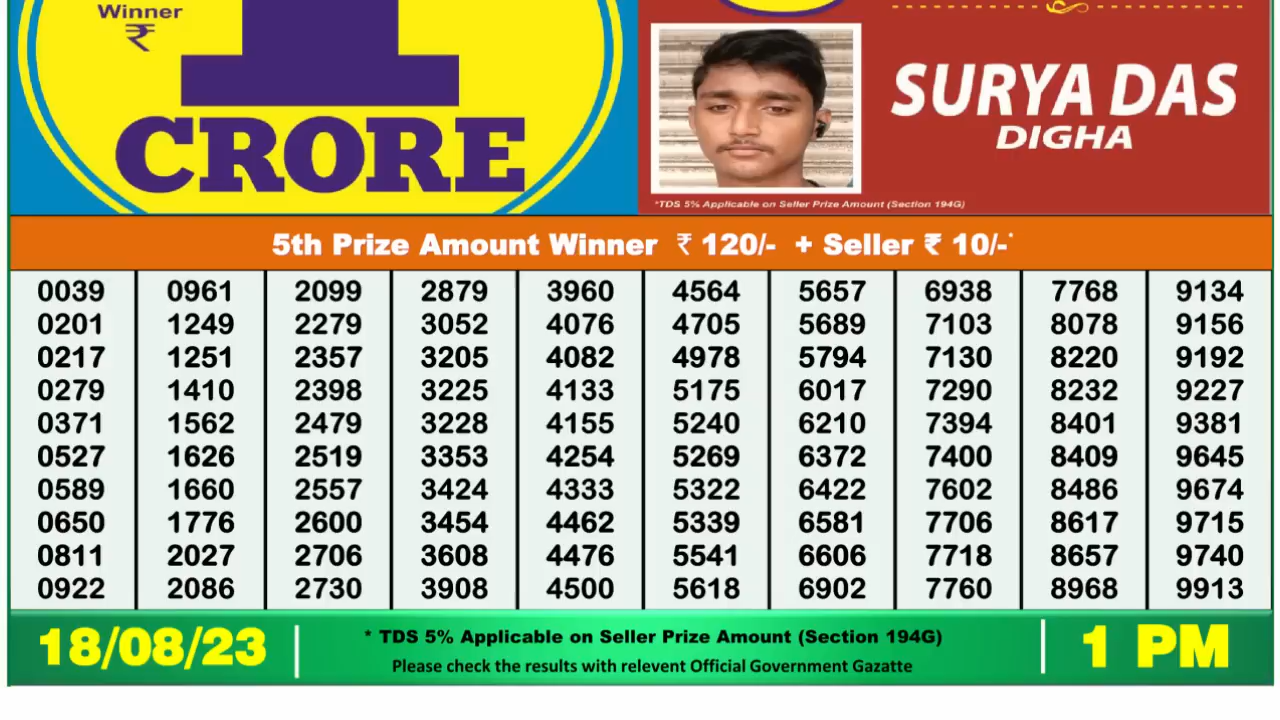 Winner
₹
1
CRORE
SURYA DAS
DIGHA
*TDS 5% Applicable on Seller Prize Amount (Section 194G)
5th Prize Amount Winner ₹ 120/- + Seller ₹ 10/-*
0039 0961 2099 2879 3960 4564 5657 6938 7768 9134
0201 1249 2279 3052 4076 4705 5689 7103 8078 9156
0217 1251 2357 3205 4082 4978 5794 7130 8220 9192
0279 1410 2398 3225 4133 5175 6017 7290 8232 9227
0371 1562 2479 3228 4155 5240 6210 7394 8401 9381
0527 1626 2519 3353 4254 5269 6372 7400 8409 9645
0589 1660 2557 3424 4333 5322 6422 7602 8486 9674
0650 1776 2600 3454 4462 5339 6581 7706 8617 9715
0811 2027 2706 3608 4476 5541 6606 7718 8657 9740
0922 2086 2730 3908 4500 5618 6902 7760 8968 9913
18/08/23
* TDS 5% Applicable on Seller Prize Amount (Section 194G)
Please check the results with relevent Official Government Gazatte
1 PM